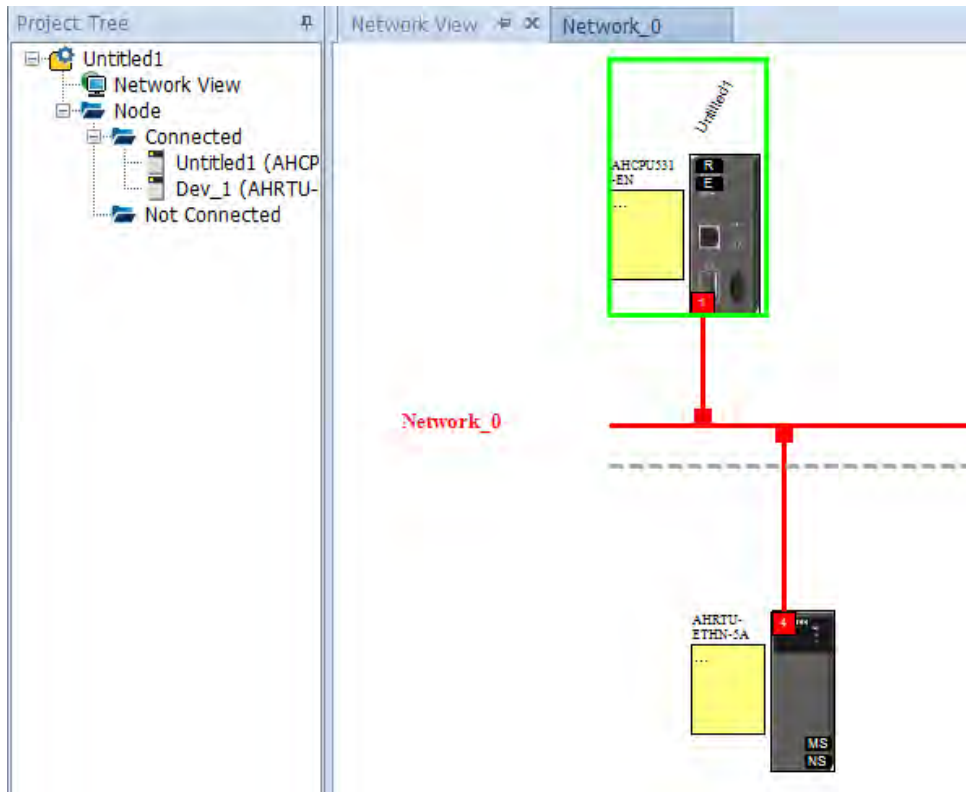 Project Tree
Untitled1
Network View
Node
Connected
Untitled1 (AHCP
Dev_1 (AHRTU-
Not Connected
Network View
Network_0
Untitled1
AHCPU531
-EN
...
R
E
1
Network_0
AHRTU-
ETHN-5A
...
4
MS
NS